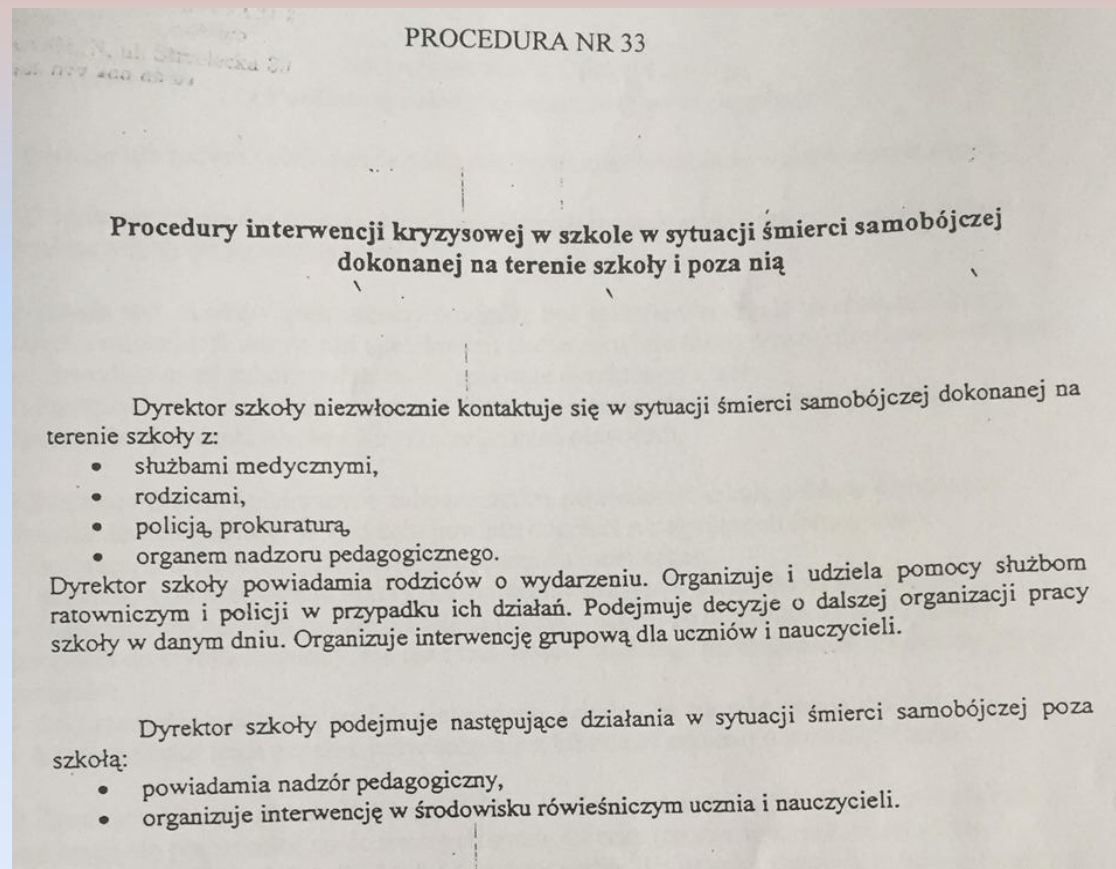 ul. Strzelecka
PROCEDURA NR 33
Procedury interwencji kryzysowej w szkole w sytuacji śmierci samobójczej
dokonanej na terenie szkoły i poza nią
Dyrektor szkoły niezwłocznie kontaktuje się w sytuacji śmierci samobójczej dokonanej na
terenie szkoły z:
• służbami medycznymi,
• rodzicami,
• policją, prokuraturą,
• organem nadzoru pedagogicznego.
Dyrektor szkoły powiadamia rodziców o wydarzeniu. Organizuje i udziela pomocy służbom
ratowniczym i policji w przypadku ich działań. Podejmuje decyzje o dalszej organizacji pracy
szkoły w danym dniu. Organizuje interwencję grupową dla uczniów i nauczycieli.
Dyrektor szkoły podejmuje następujące działania w sytuacji śmierci samobójczej poza
szkołą:
• powiadamia nadzór pedagogiczny,
• organizuje interwencję w środowisku rówieśniczym ucznia i nauczycieli.